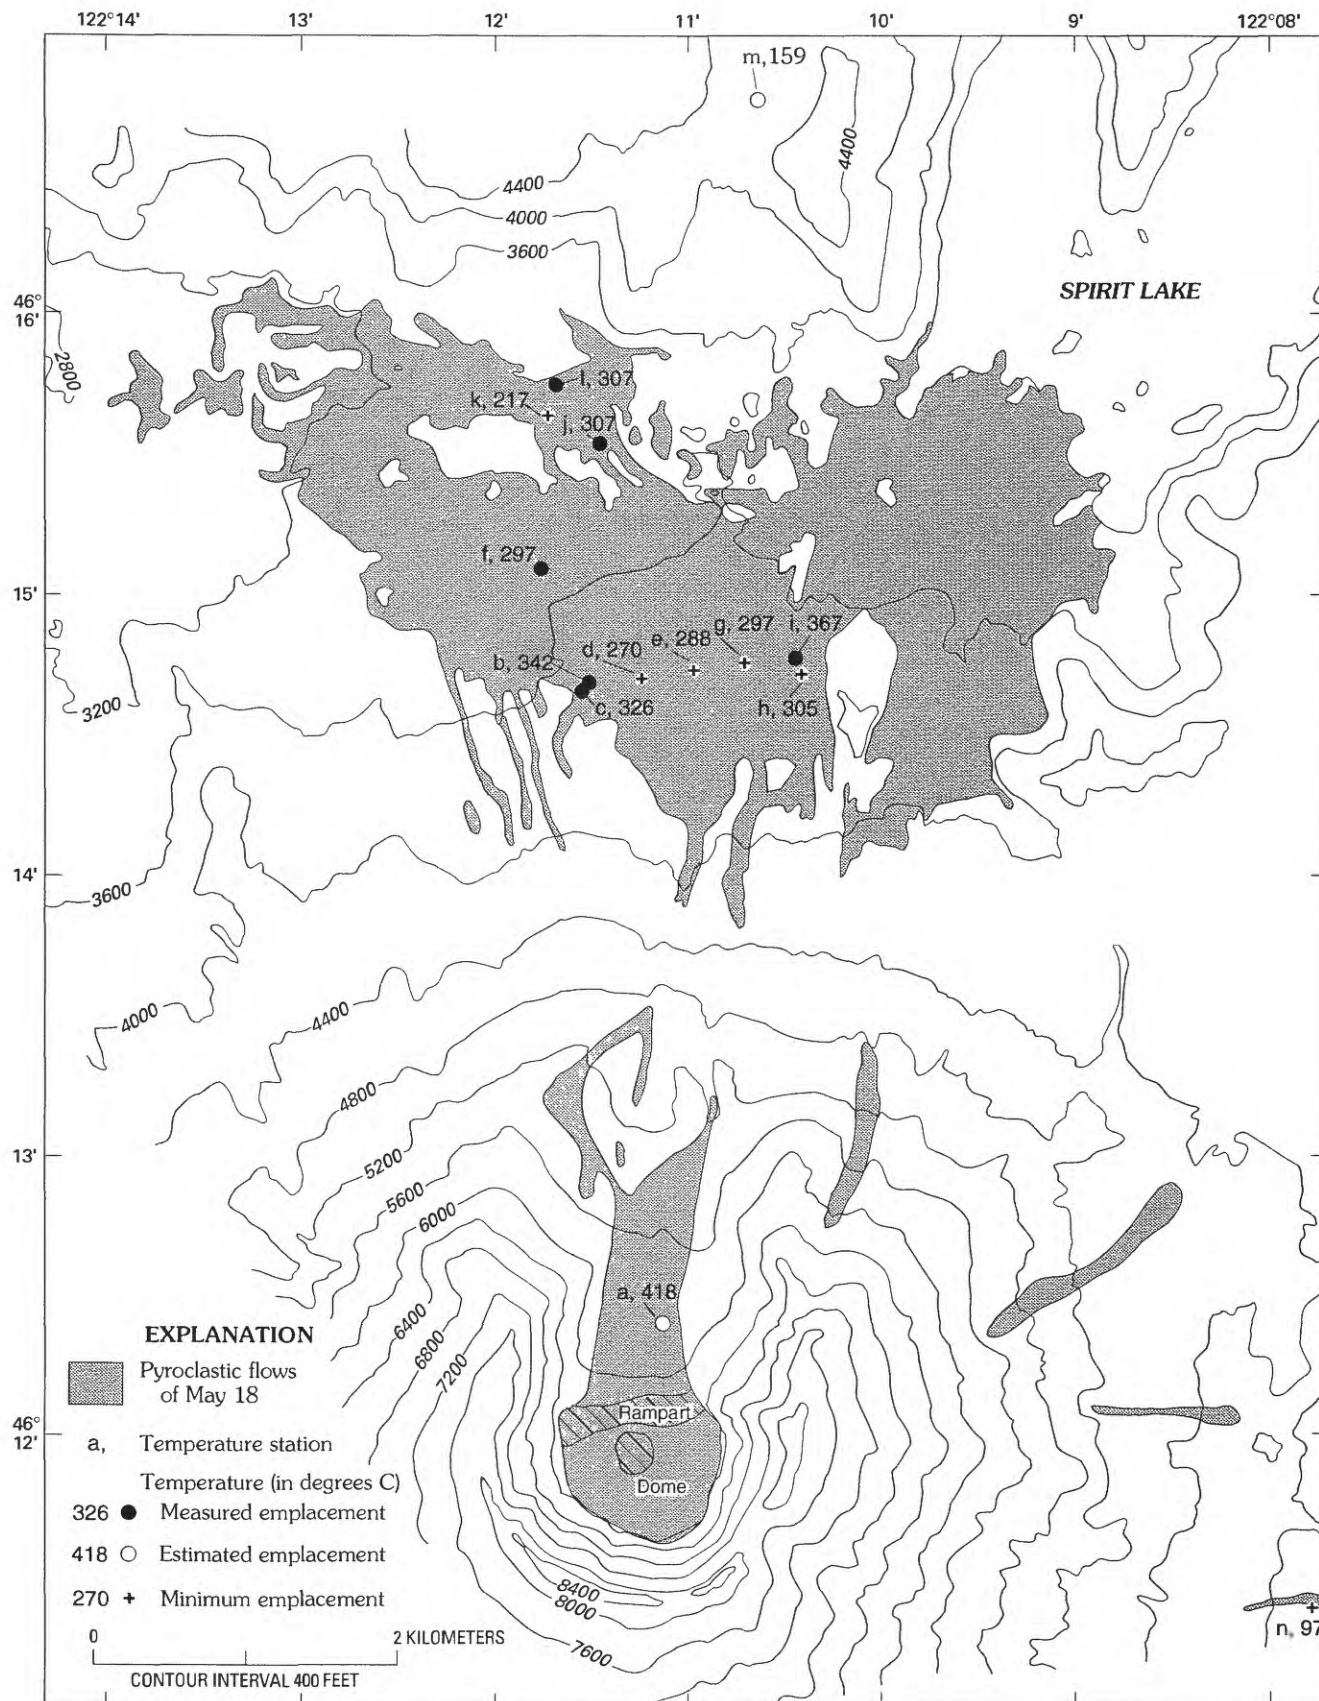 122°14' 13' 12' 11' 10' 9' 122°08'
m, 159
4400
4400
4000
3600
SPIRIT LAKE
46°
16'
2800
l, 307
k, 217
j, 307
f, 297
15'
g, 297 i, 367
e, 288
d, 270
b, 342
c, 326
h, 305
3200
14'
3600
4000
4400
4800
13'
5200
5600
6000
a, 418
6400
6800
7200
EXPLANATION
Pyroclastic flows
of May 18
Rampart
46°
12'
a, Temperature station
Temperature (in degrees C)
Dome
326 Measured emplacement
418 Estimated emplacement
270 + Minimum emplacement
8400
8000
7600
n, 97
0 2 KILOMETERS
CONTOUR INTERVAL 400 FEET